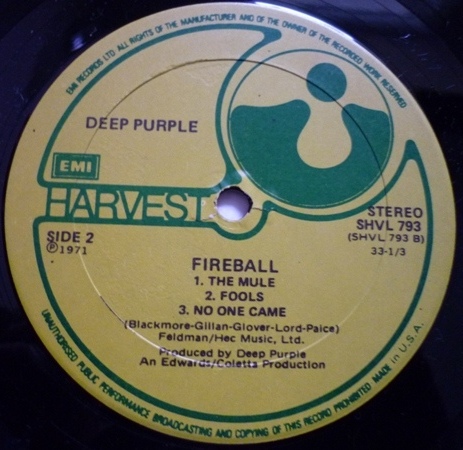 EMI RECORDS LTD ALL RIGHTS OF THE MANUFACTURER AND OF THE OWNER OF THE RECORDED WORK RESERVED
DEEP PURPLE
EMI
HARVEST
STEREO
SHVL 793
(SHVL 793 B)
33-1/3
SIDE 2
℗ 1971
FIREBALL
1. THE MULE
2. FOOLS
3. NO ONE CAME
(Blackmore-Gillan-Glover-Lord-Paice)
Feldman/Hec Music, Ltd.
Produced by Deep Purple
An Edwards/Coletta Production
UNAUTHORISED PUBLIC PERFORMANCE BROADCASTING AND COPYING OF THIS RECORD PROHIBITED MADE in U.S.A.